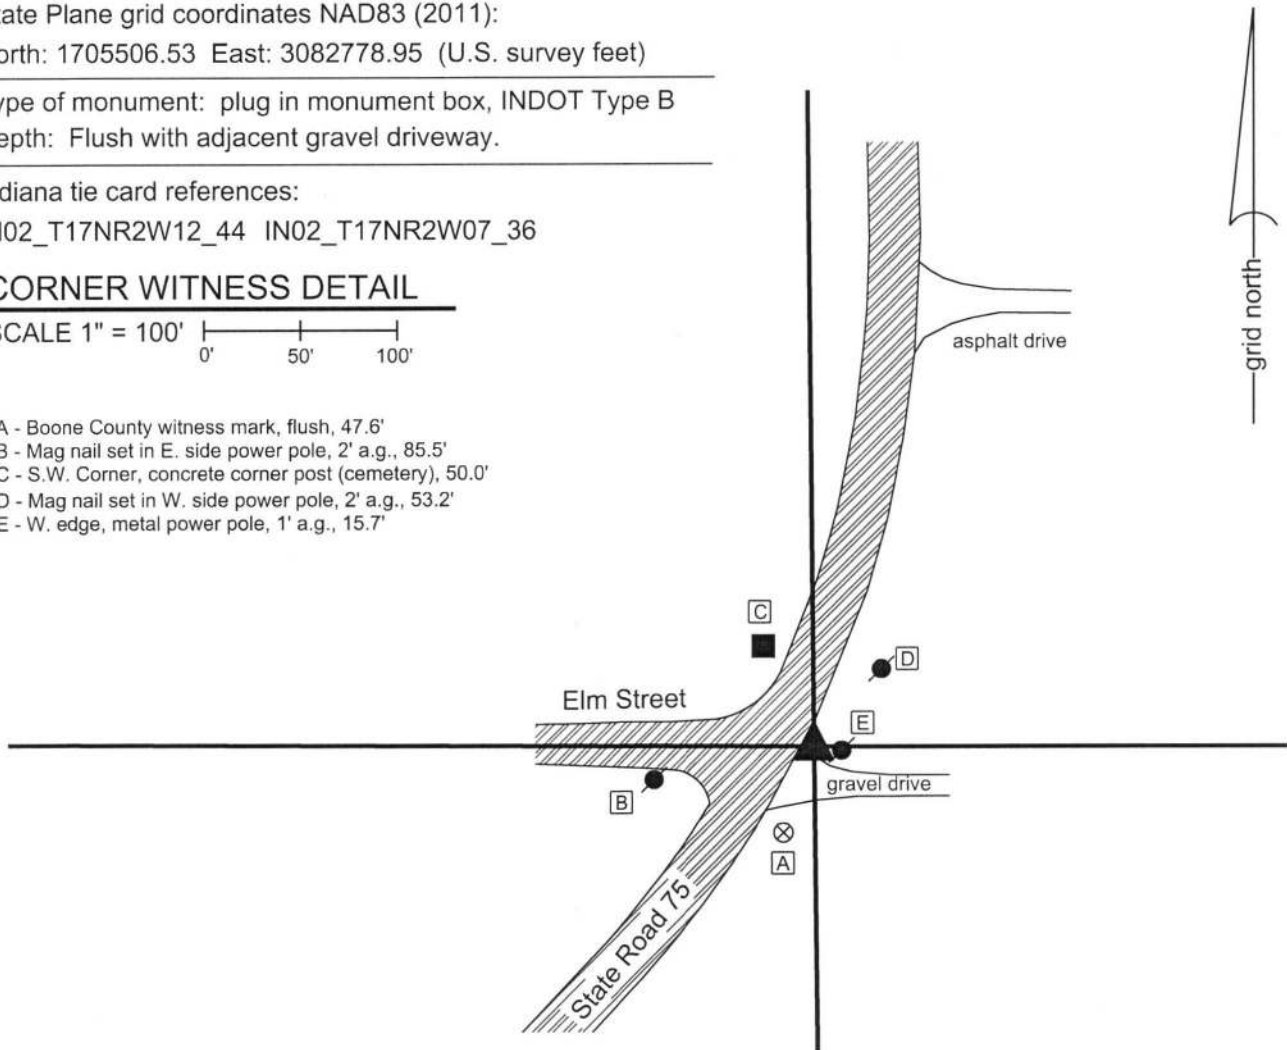 tate Plane grid coordinates NAD83 (2011):
orth: 1705506.53 East: 3082778.95 (U.S. survey feet)
ype of monument: plug in monument box, INDOT Type B
epth: Flush with adjacent gravel driveway.
diana tie card references:
N02_T17NR2W12_44 IN02_T17NR2W07_36
CORNER WITNESS DETAIL
SCALE 1" = 100'
0' 50' 100'
A - Boone County witness mark, flush, 47.6'
B - Mag nail set in E. side power pole, 2' a.g., 85.5'
C - S.W. Corner, concrete corner post (cemetery), 50.0'
D - Mag nail set in W. side power pole, 2' a.g., 53.2'
E - W. edge, metal power pole, 1' a.g., 15.7'
grid north
asphalt drive
C
D
Elm Street
E
gravel drive
B
A
State Road 75